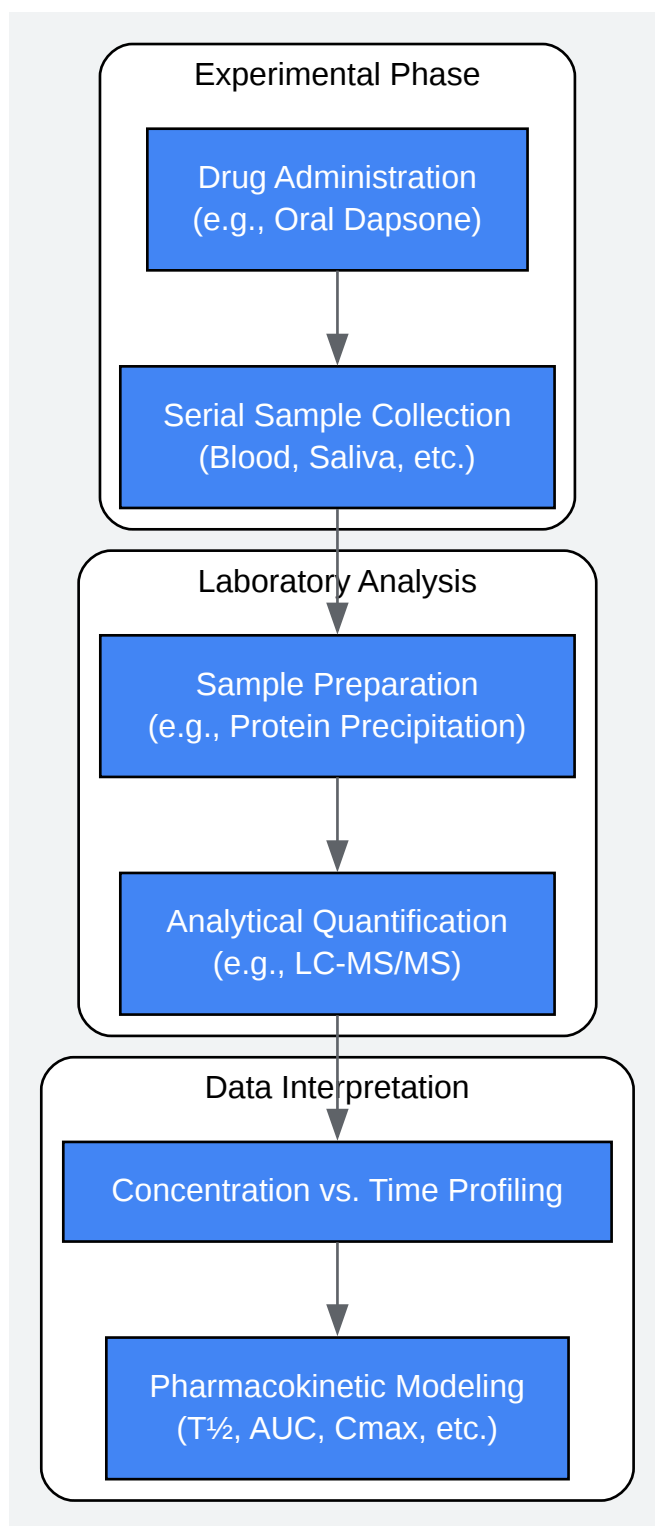 Experimental Phase
Drug Administration
(e.g., Oral Dapsone)
Serial Sample Collection
(Blood, Saliva, etc.)
Laboratory Analysis
Sample Preparation
(e.g., Protein Precipitation)
Analytical Quantification
(e.g., LC-MS/MS)
Data Interpretation
Concentration vs. Time Profiling
Pharmacokinetic Modeling
(T½, AUC, Cmax, etc.)